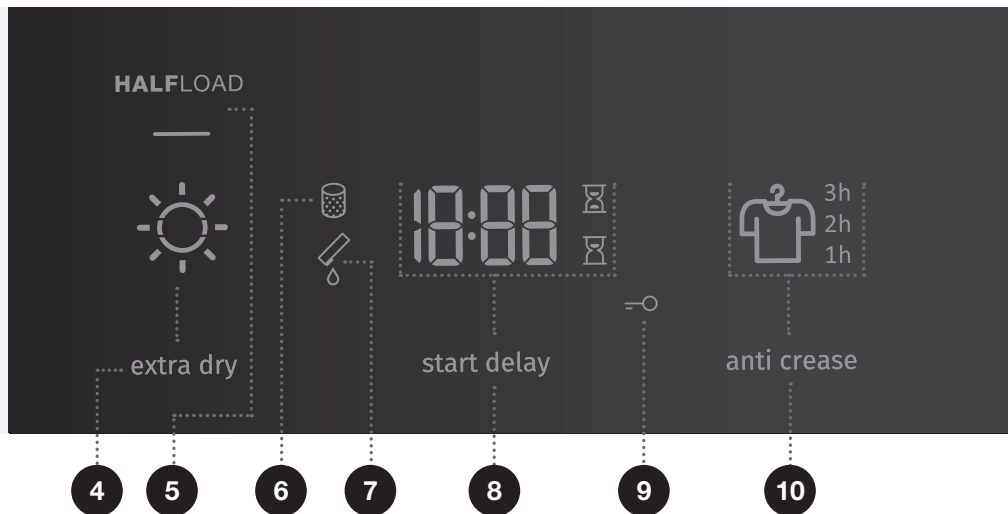 HALFLOAD
18:88
3h
2h
1h
extra dry
start delay
anti crease
4
5
6
7
8
9
10